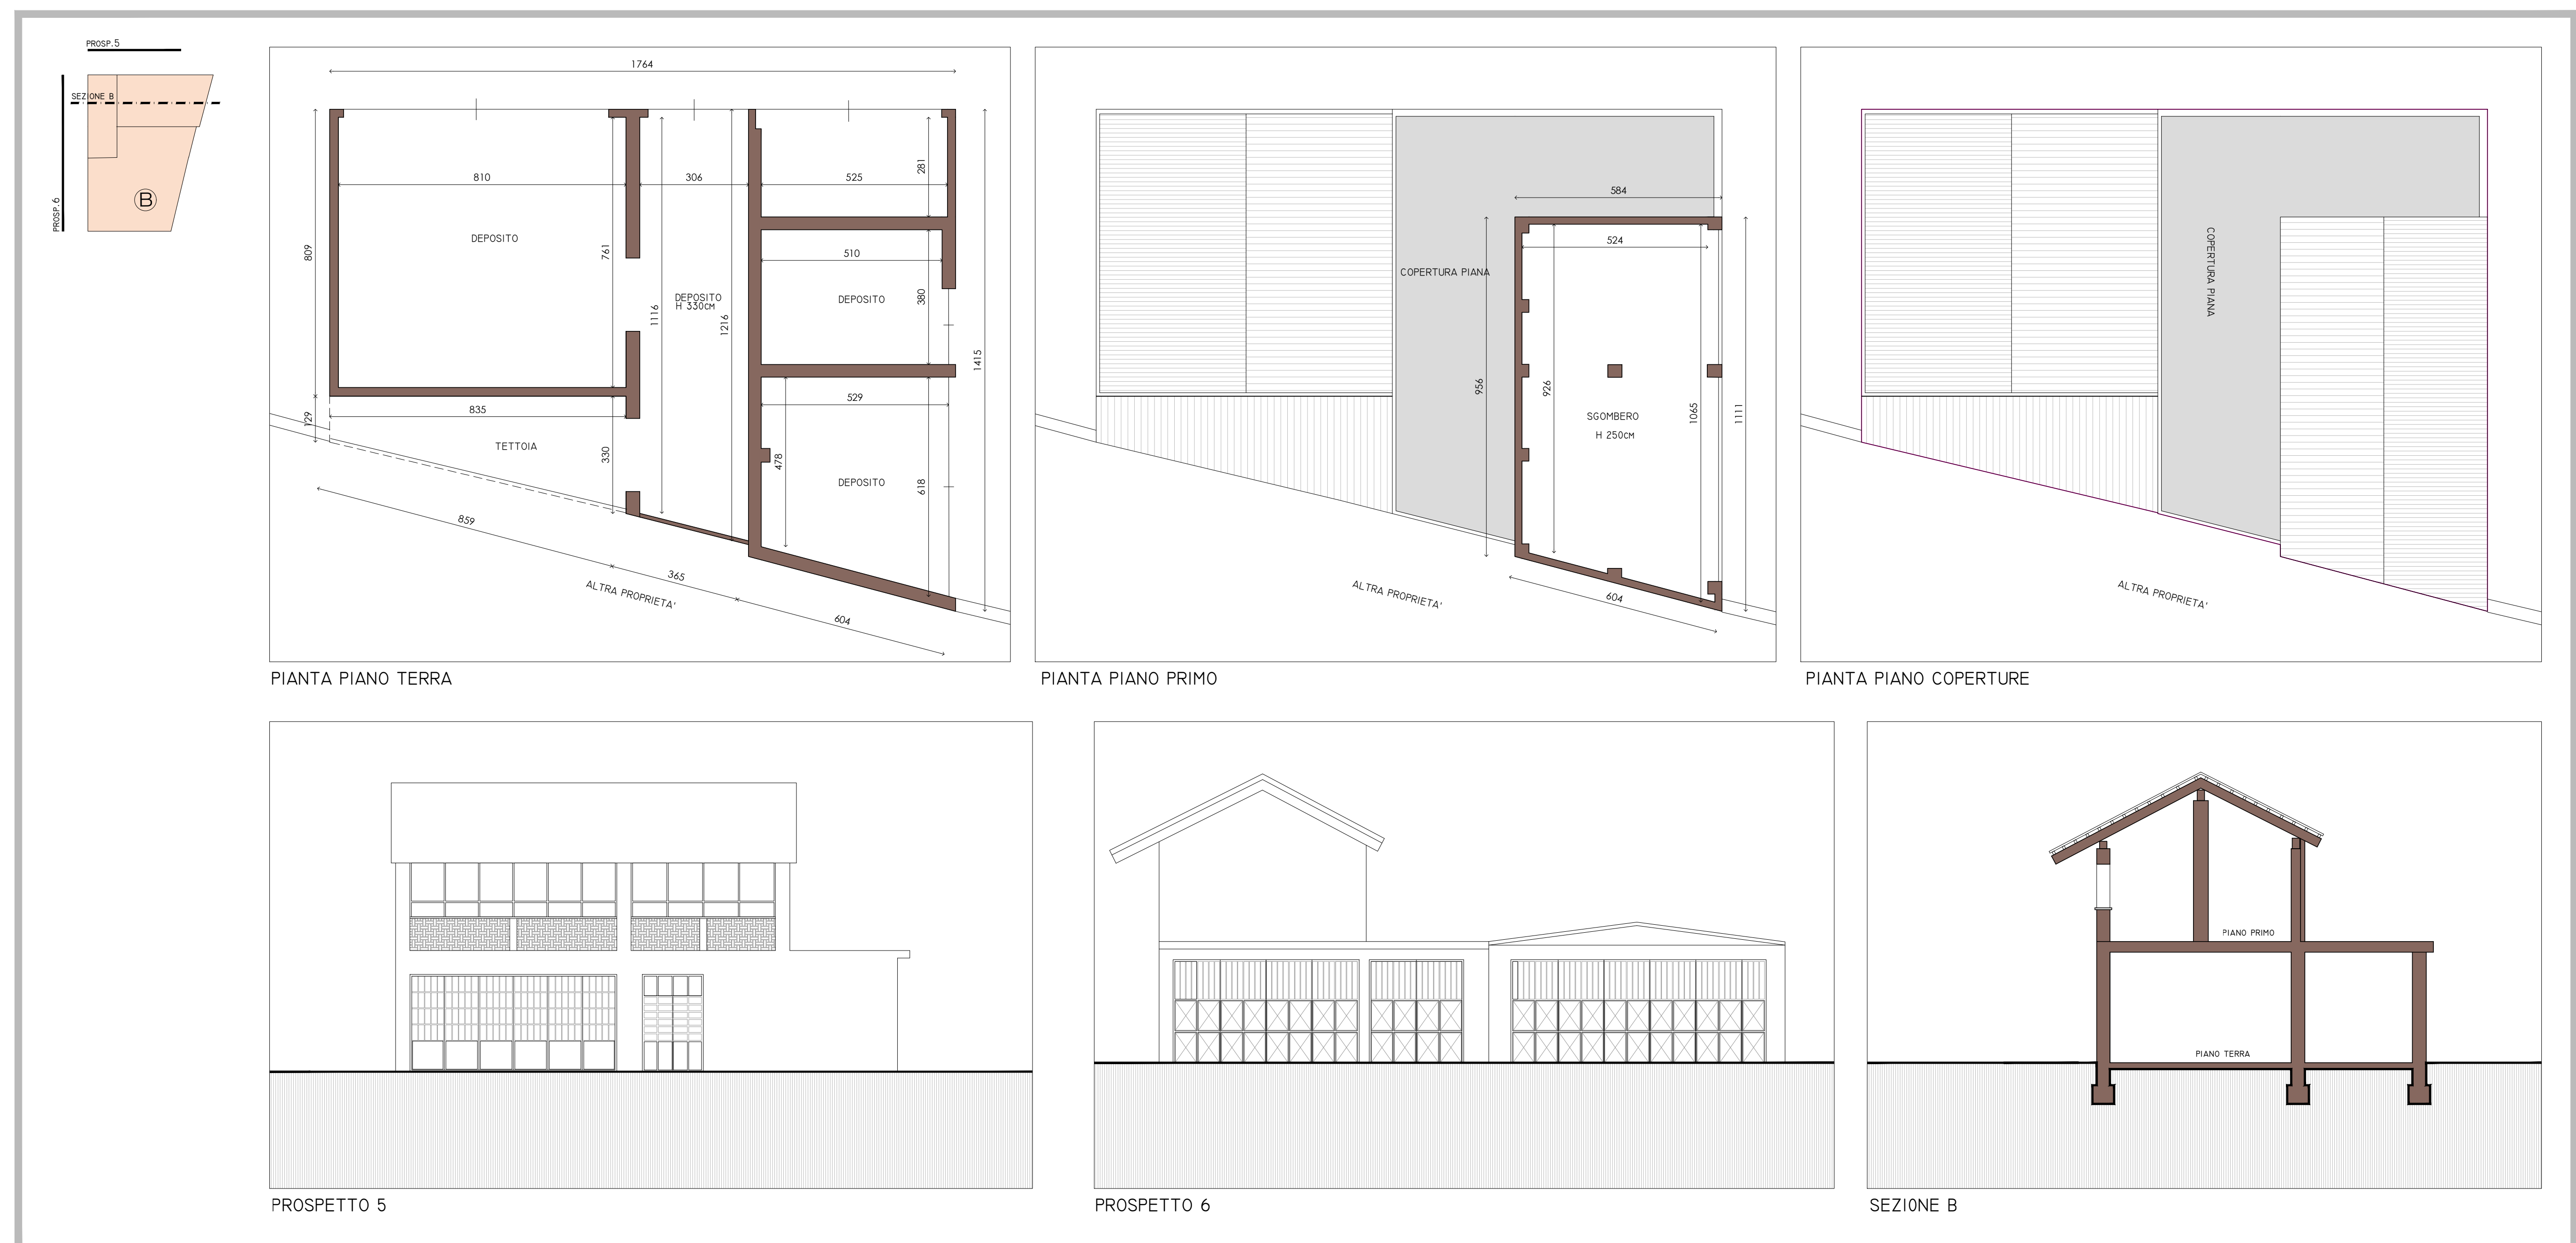 PROSP.5
SEZIONE B
PROSP.6
B
1764
810
306
525
281
DEPOSITO
809
761
510
DEPOSITO
H 330CM
DEPOSITO
380
1116
1216
1415
129
835
529
TETTOIA
330
478
DEPOSITO
618
859
365
604
ALTRA PROPRIETA'
PIANTA PIANO TERRA
584
524
COPERTURA PIANA
956
926
SGOMBERO
H 250CM
1065
1111
ALTRA PROPRIETA'
604
PIANTA PIANO PRIMO
COPERTURA PIANA
ALTRA PROPRIETA'
PIANTA PIANO COPERTURE
PROSPETTO 5
PROSPETTO 6
PIANO PRIMO
PIANO TERRA
SEZIONE B